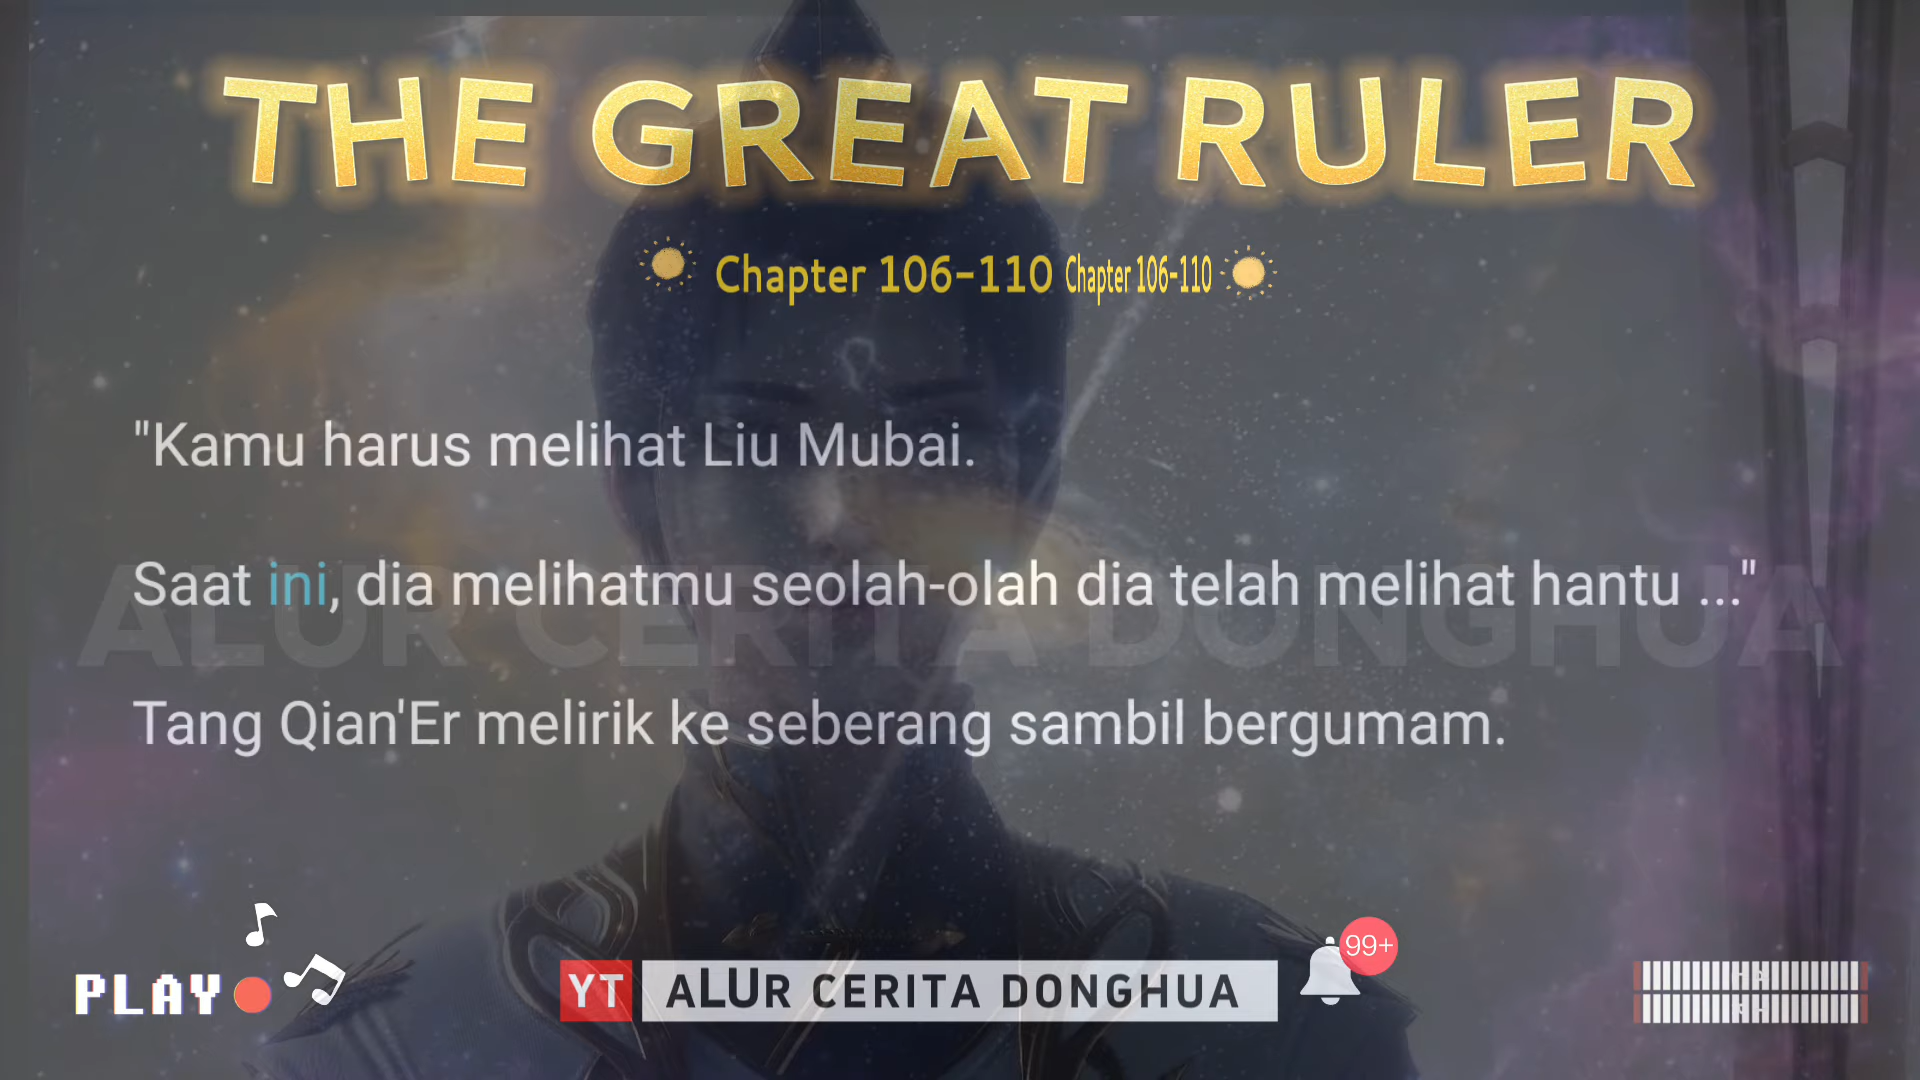 THE GREAT RULER
Chapter 106-110 Chapter 106-110
"Kamu harus melihat Liu Mubai.
Saat ini, dia melihatmu seolah-olah dia telah melihat hantu ..."
ALUR CERITA DONGHUA
Tang Qian'Er melirik ke seberang sambil bergumam.
PLAY
YT ALUR CERITA DONGHUA
99+